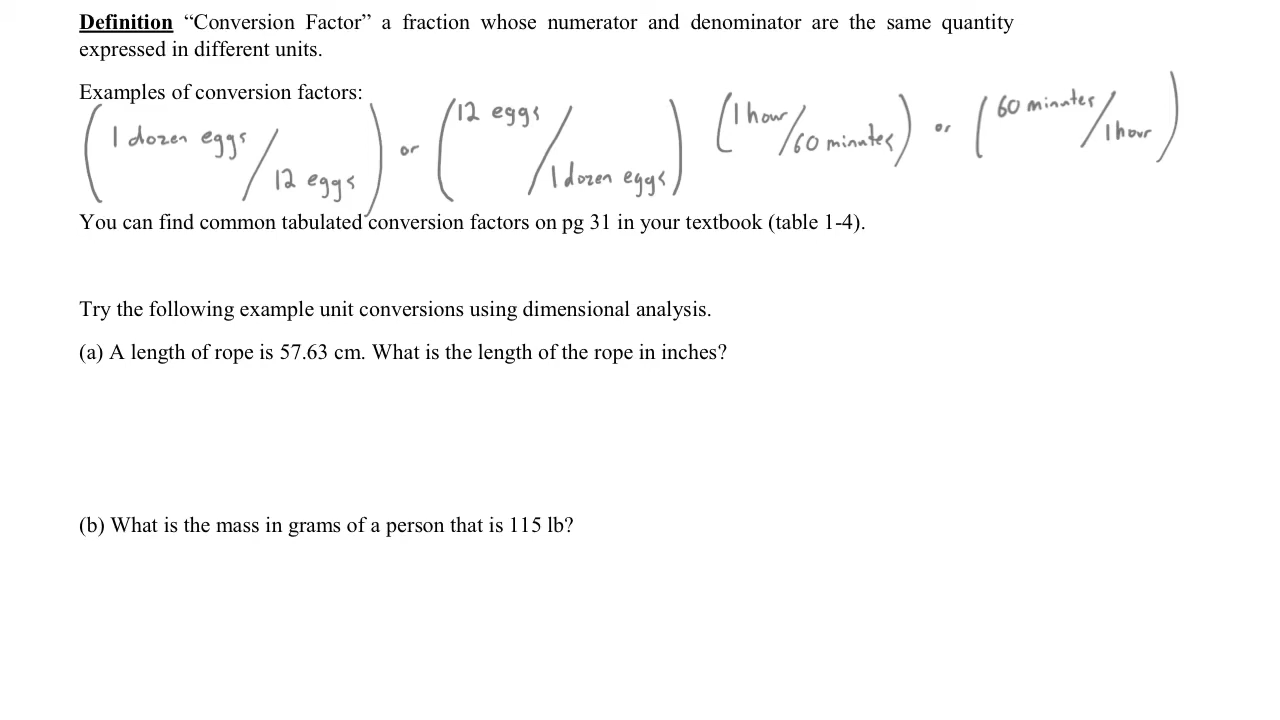 Definition “Conversion Factor” a fraction whose numerator and denominator are the same quantity
expressed in different units.
Examples of conversion factors:
(1 dozen eggs / 12 eggs) or (12 eggs / 1 dozen eggs) (1 hour / 60 minutes) or (60 minutes / 1 hour)
You can find common tabulated conversion factors on pg 31 in your textbook (table 1-4).
Try the following example unit conversions using dimensional analysis.
(a) A length of rope is 57.63 cm. What is the length of the rope in inches?
(b) What is the mass in grams of a person that is 115 lb?